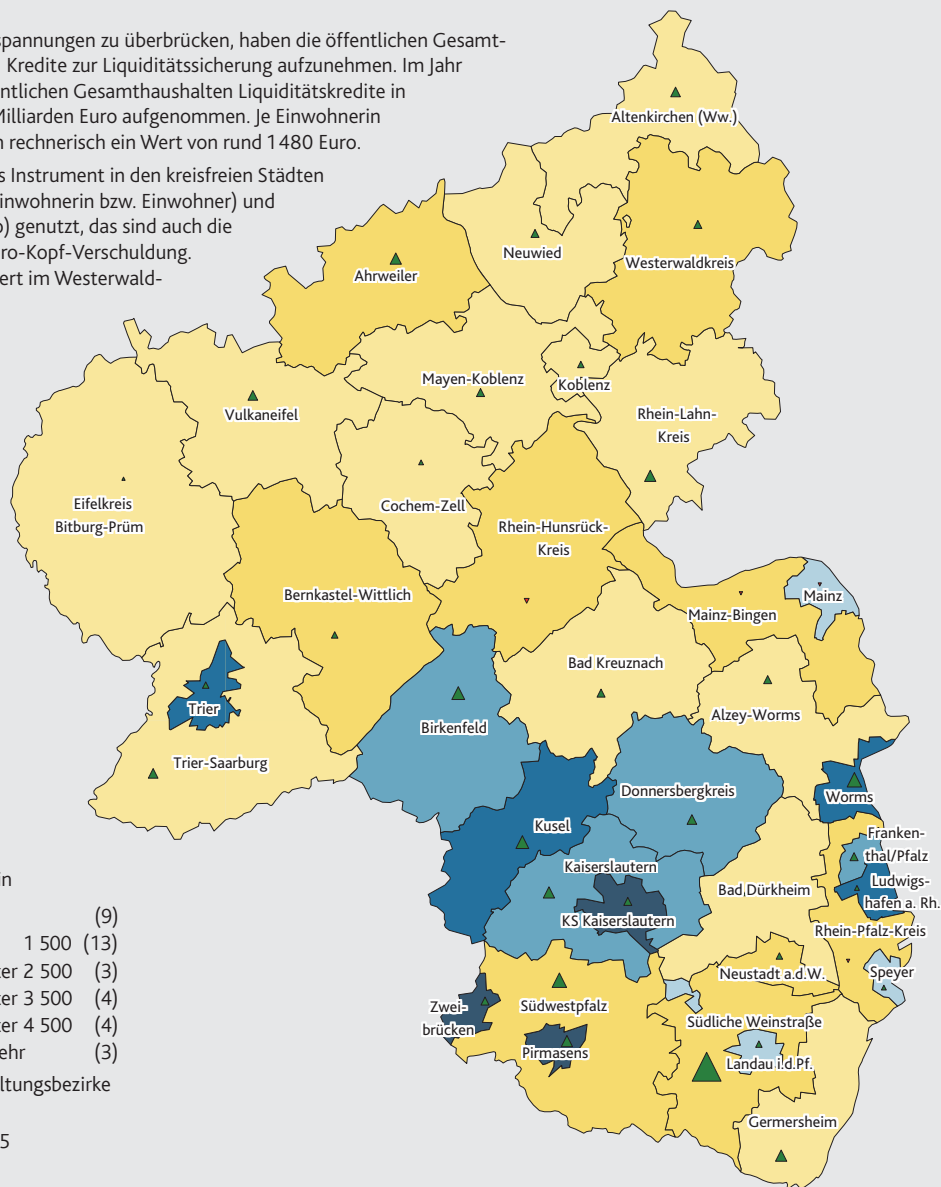 spannungen zu überbrücken, haben die öffentlichen Gesamt-
Kredite zur Liquiditätssicherung aufzunehmen. Im Jahr
ntlichen Gesamthaushalten Liquiditätskredite in
Milliarden Euro aufgenommen. Je Einwohnerin
rechnerisch ein Wert von rund 1 480 Euro.
s Instrument in den kreisfreien Städten
inwohnerin bzw. Einwohner) und
o) genutzt, das sind auch die
ro-Kopf-Verschuldung.
ert im Westerwald-
Altenkirchen (Ww.)
Neuwied
Westerwaldkreis
Ahrweiler
Mayen-Koblenz
Koblenz
Vulkaneifel
Rhein-Lahn-
Kreis
Eifelkreis
Bitburg-Prüm
Cochem-Zell
Rhein-Hunsrück-
Kreis
Bernkastel-Wittlich
Mainz
Mainz-Bingen
Bad Kreuznach
Trier
Birkenfeld
Alzey-Worms
Trier-Saarburg
Donnersbergkreis
Worms
Kusel
Franken-
thal/Pfalz
Kaiserslautern
Ludwigs-
hafen a. Rh.
Bad Dürkheim
KS Kaiserslautern
Rhein-Pfalz-Kreis
Neustadt a.d.W.
Speyer
Zwei-
brücken
Südwestpfalz
Südliche Weinstraße
Pirmasens
Landau i.d.Pf.
Germersheim
in
(9)
1 500 (13)
ter 2 500 (3)
ter 3 500 (4)
ter 4 500 (4)
ehr (3)
altungsbezirke
5